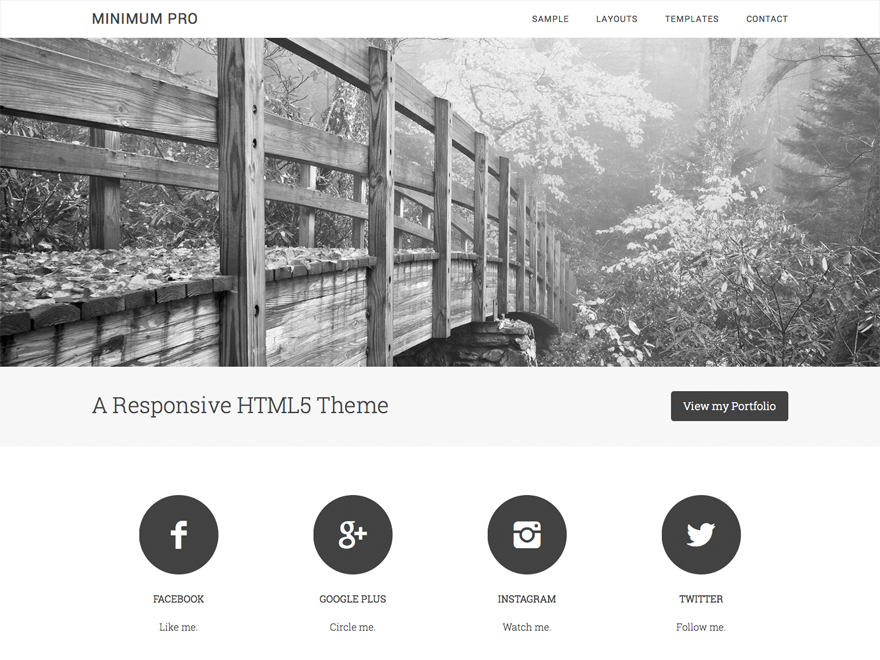 MINIMUM PRO
SAMPLE LAYOUTS TEMPLATES CONTACT
A Responsive HTML5 Theme
View my Portfolio
FACEBOOK GOOGLE PLUS INSTAGRAM TWITTER
Like me. Circle me. Watch me. Follow me.